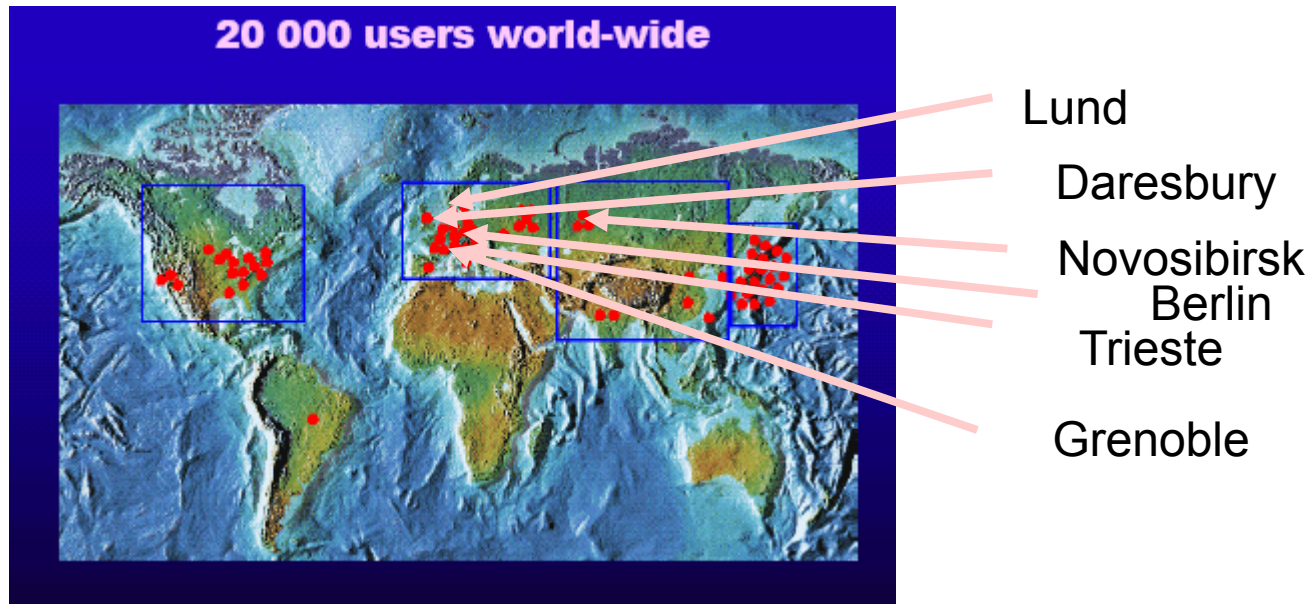 20 000 users world-wide
Lund
Daresbury
Novosibirsk
Berlin
Trieste
Grenoble